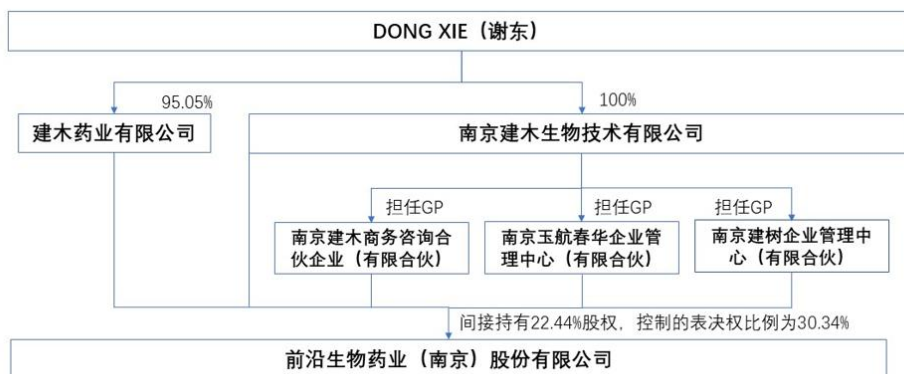 DONG XIE（谢东）
95.05%
100%
建木药业有限公司
南京建木生物技术有限公司
担任GP
担任GP
担任GP
南京建木商务咨询合
伙企业（有限合伙）
南京玉航春华企业管
理中心（有限合伙）
南京建树企业管理中
心（有限合伙）
间接持有22.44%股权，控制的表决权比例为30.34%
前沿生物药业（南京）股份有限公司